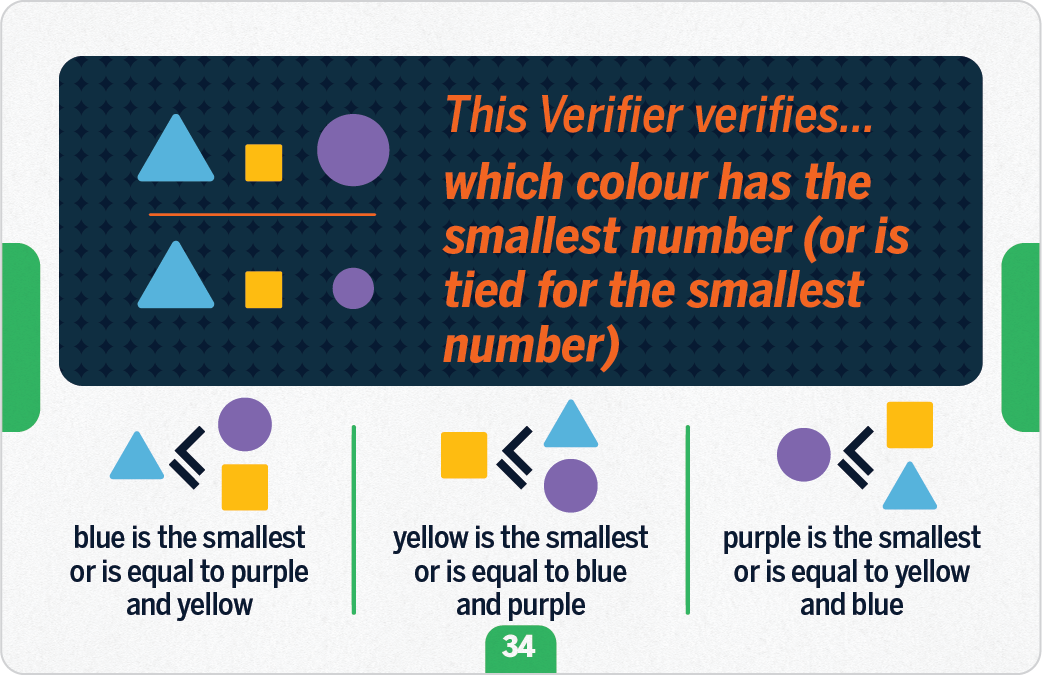 This Verifier verifies...
which colour has the
smallest number (or is
tied for the smallest
number)
blue is the smallest
or is equal to purple
and yellow
yellow is the smallest
or is equal to blue
and purple
purple is the smallest
or is equal to yellow
and blue
34